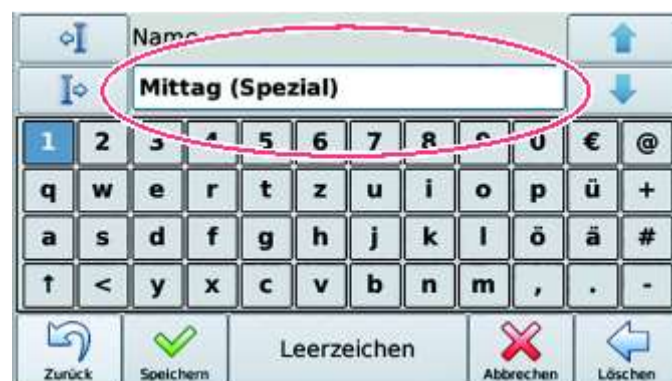 Name
Mittag (Spezial)
1 2 3 4 5 6 7 8 9 0 € @
q w e r t z u i o p ü +
a s d f g h j k l ö ä #
↑ < y x c v b n m , . -
Zurück Speichern Leerzeichen Abbrechen Löschen